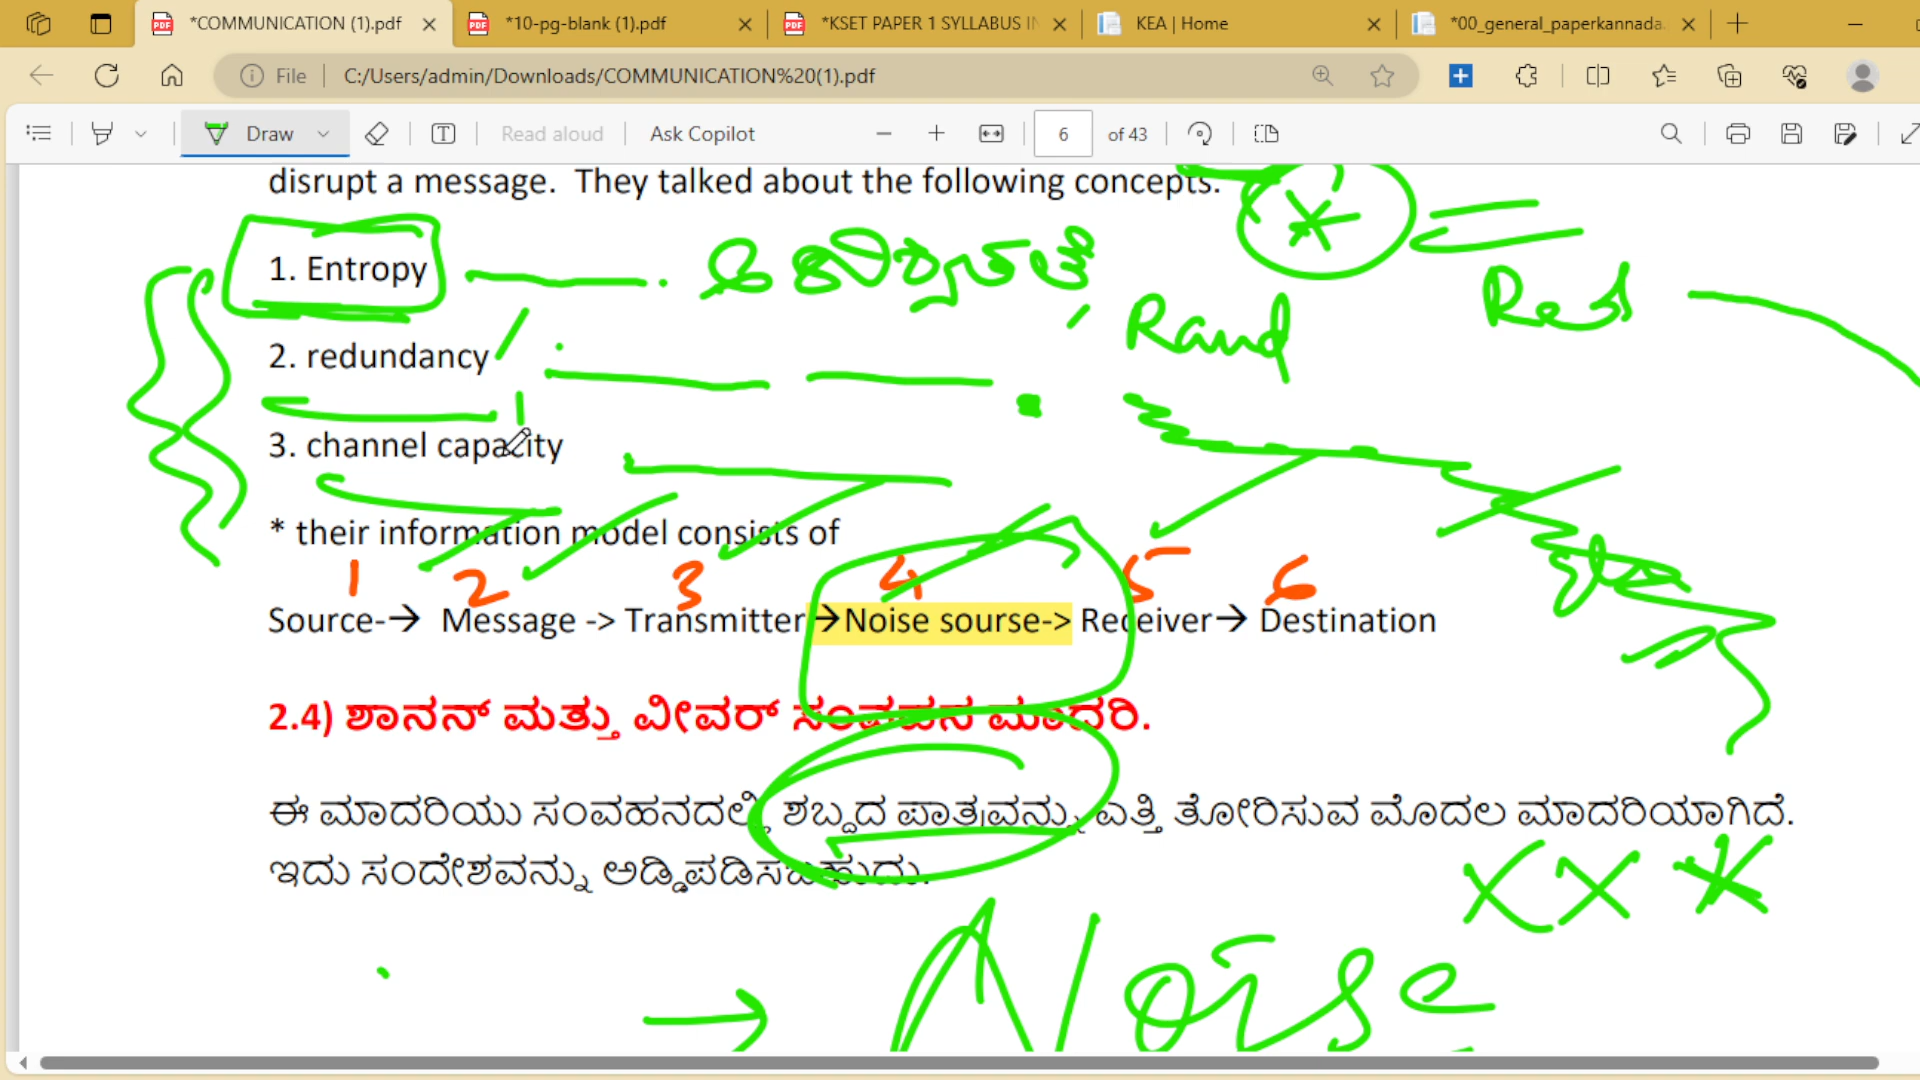 *COMMUNICATION (1).pdf
*10-pg-blank (1).pdf
*KSET PAPER 1 SYLLABUS IN
KEA | Home
*00_general_paperkannada.
File
C:/Users/admin/Downloads/COMMUNICATION%20(1).pdf
Draw
Read aloud
Ask Copilot
6 of 43
disrupt a message. They talked about the following concepts.
1. Entropy
Rand
2. redundancy
3. channel capacity
* their information model consists of
1 2 3 4 5 6
Source-→ Message -> Transmitter →Noise sourse-> Receiver→ Destination
2.4) ಶಾನನ್ ಮತ್ತು ವೀವರ್ ಸಂವಹನ ಮಾದರಿ.
ಈ ಮಾದರಿಯು ಸಂವಹನದಲ್ಲಿ ಶಬ್ದದ ಪಾತ್ರವನ್ನು ಎತ್ತಿ ತೋರಿಸುವ ಮೊದಲ ಮಾದರಿಯಾಗಿದೆ.
ಇದು ಸಂದೇಶವನ್ನು ಅಡ್ಡಿಪಡಿಸಬಹುದು.
→ Noise